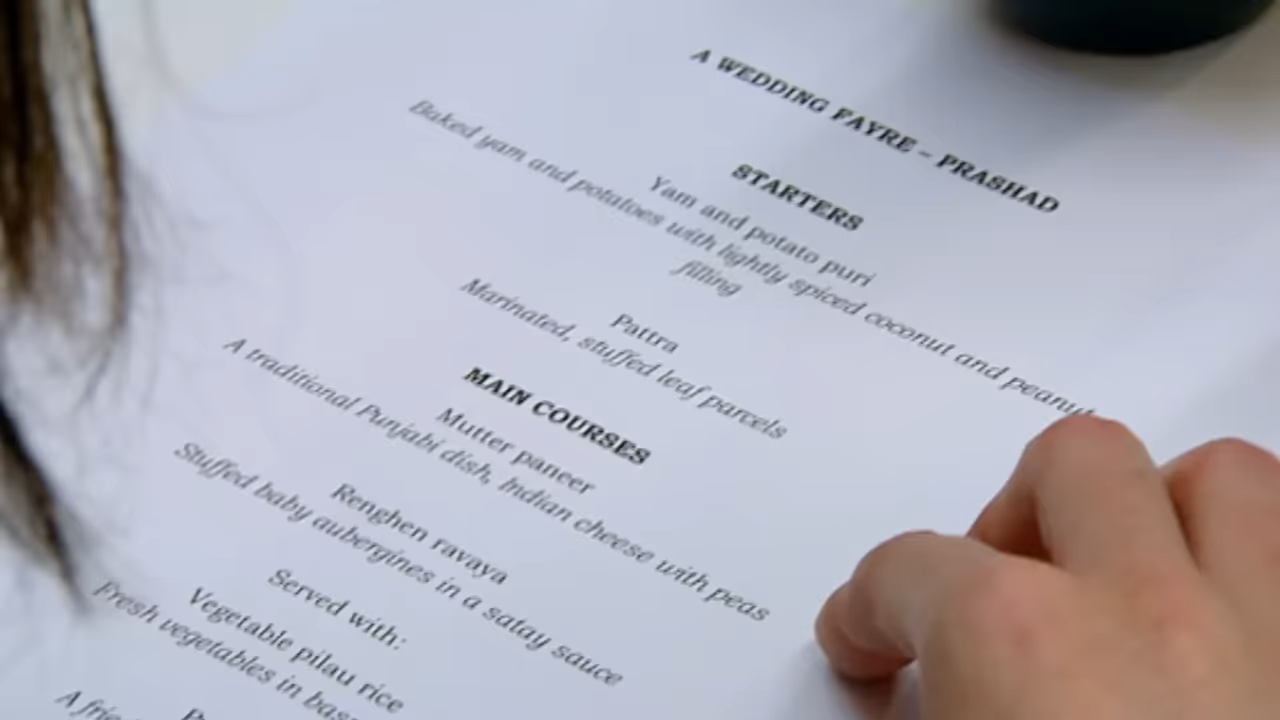 A WEDDING FAYRE – PRASHAD
STARTERS
Yam and potato puri
Baked yam and potatoes with lightly spiced coconut and peanut
filling
Pattra
Marinated, stuffed leaf parcels
MAIN COURSES
Mutter paneer
A traditional Punjabi dish, Indian cheese with peas
Renghen ravaya
Stuffed baby aubergines in a satay sauce
Served with:
Vegetable pilau rice
Fresh vegetables in
A